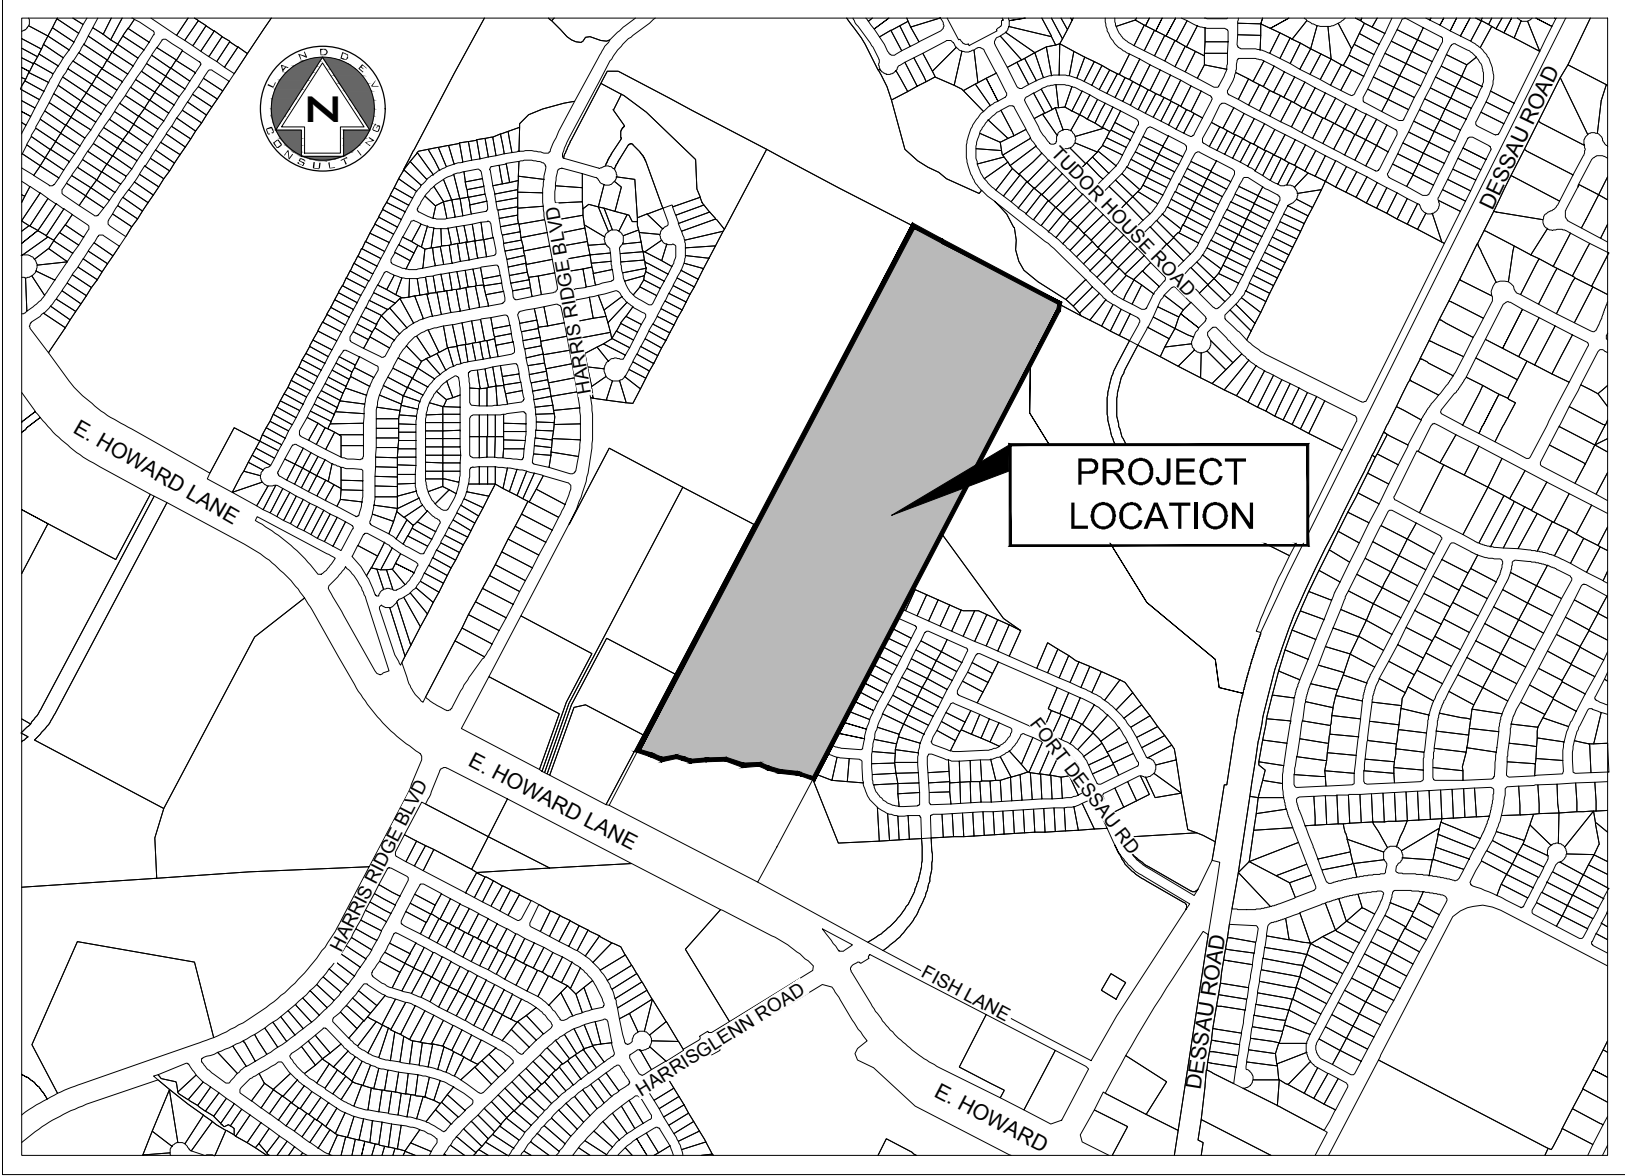 LANDDEV
N
CONSULTING
DESSAU ROAD
TUDOR HOUSE ROAD
HARRIS RIDGE BLVD
E. HOWARD LANE
PROJECT
LOCATION
FORT DESSAU RD
E. HOWARD LANE
HARRIS RIDGE BLVD
FISH LANE
DESSAU ROAD
HARRISGLENN ROAD
E. HOWARD